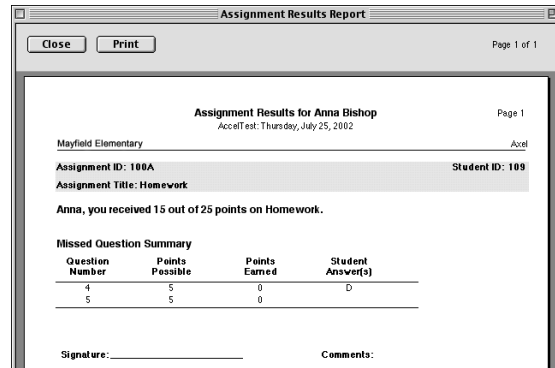 Assignment Results Report
Close Print Page 1 of 1
Assignment Results for Anna Bishop Page 1
AccelTest: Thursday, July 25, 2002
Mayfield Elementary Axel
Assignment ID: 100A Student ID: 109
Assignment Title: Homework
Anna, you received 15 out of 25 points on Homework.
Missed Question Summary
Question Points Points Student
Number Possible Earned Answer(s)
4 5 0 D
5 5 0
Signature: Comments: